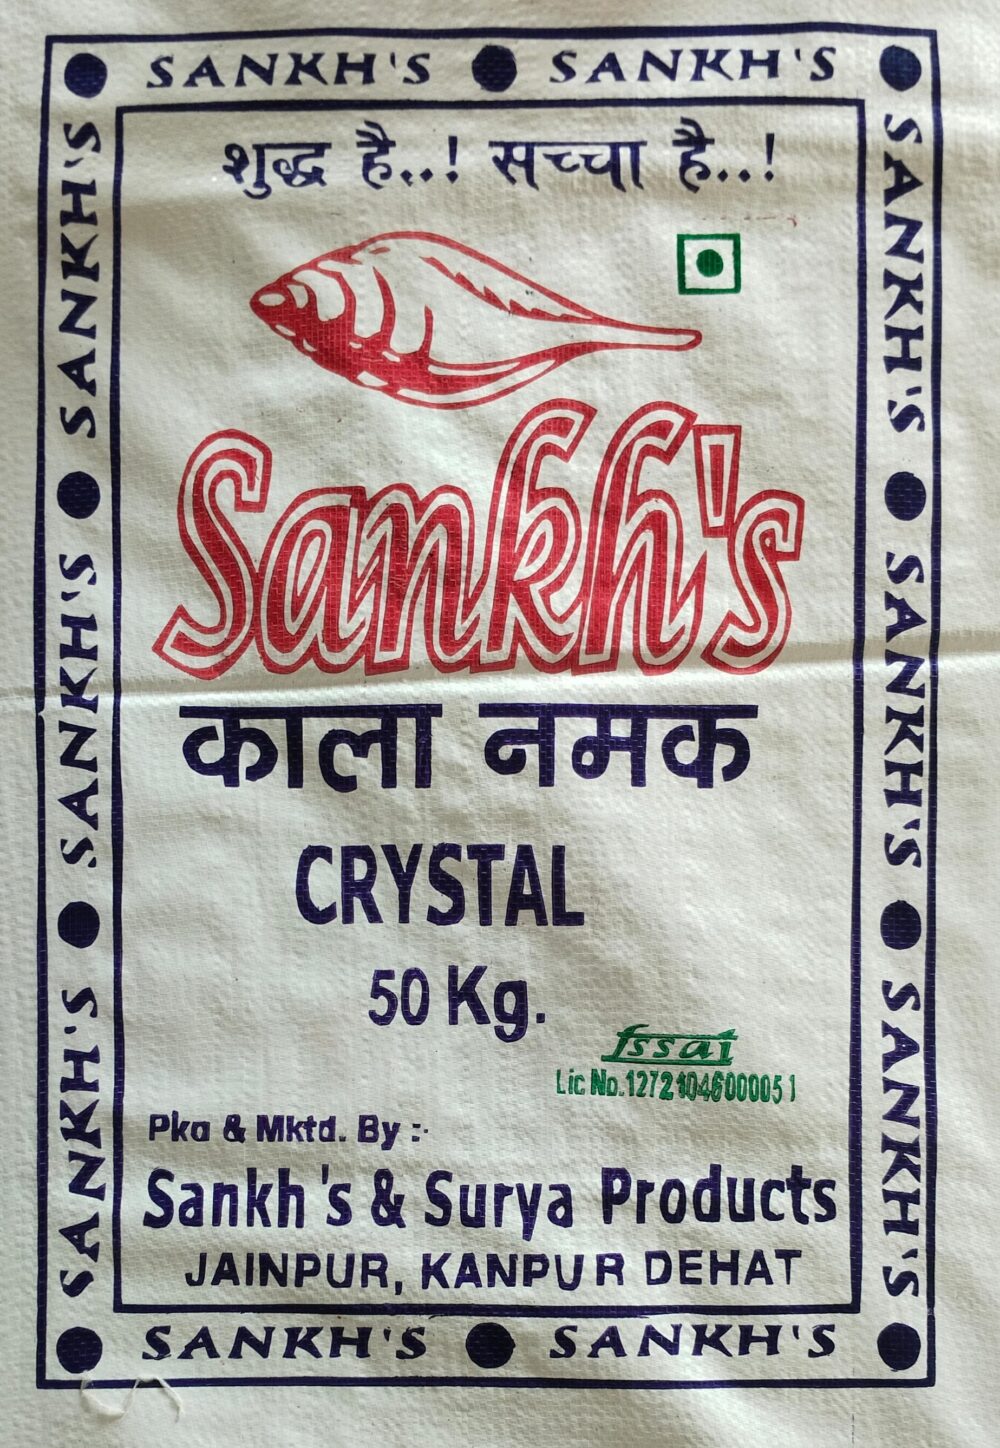 SANKH'S ● SANKH'S
शुद्ध है..! सच्चा है..!
Sankh's
काला नमक
CRYSTAL
50 Kg.
fssai
Lic No.12721046000051
Pkd & Mktd. By :-
Sankh's & Surya Products
JAINPUR, KANPUR DEHAT
SANKH'S ● SANKH'S
SANKH'S ● SANKH'S ● SANKH'S
SANKH'S ● SANKH'S ● SANKH'S